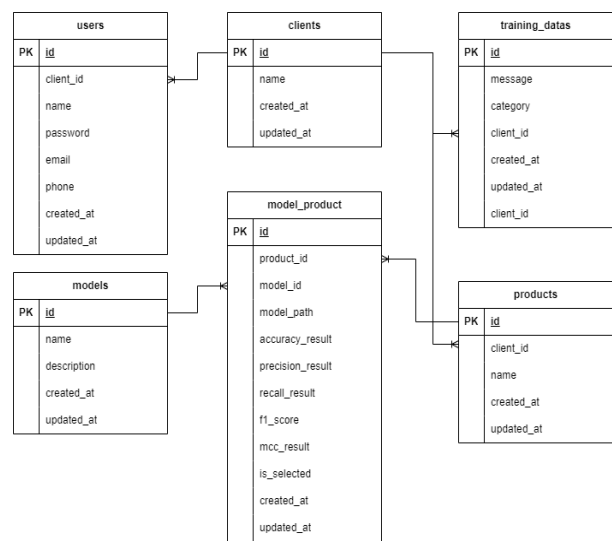 users
PK id
client_id
name
password
email
phone
created_at
updated_at
clients
PK id
name
created_at
updated_at
training_datas
PK id
message
category
client_id
created_at
updated_at
client_id
model_product
PK id
product_id
model_id
model_path
accuracy_result
precision_result
recall_result
f1_score
mcc_result
is_selected
created_at
updated_at
models
PK id
name
description
created_at
updated_at
products
PK id
client_id
name
created_at
updated_at